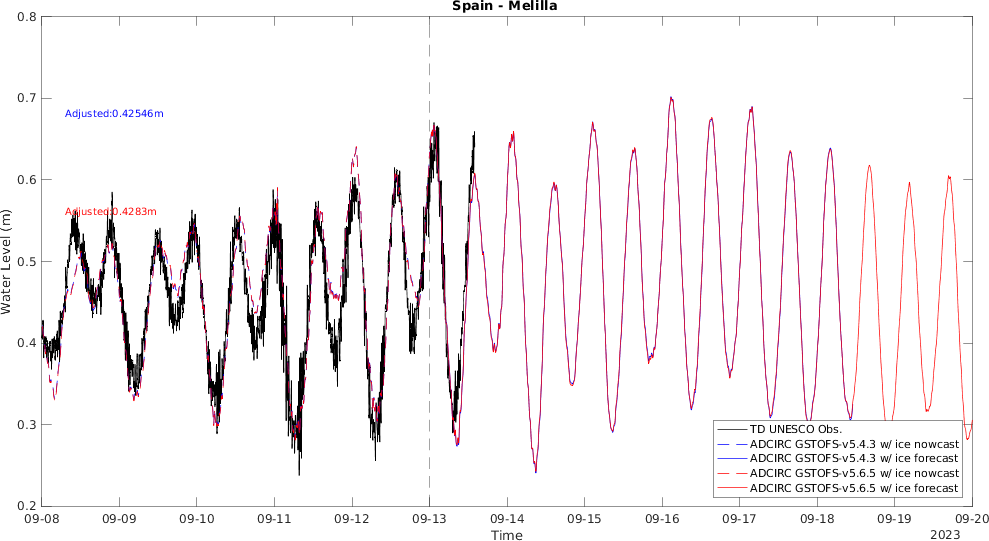 Spain - Melilla
0.8
0.7
0.6
0.5
0.4
0.3
0.2
Water Level (m)
Adjusted:0.42546m
Adjusted:0.4283m
TD UNESCO Obs.
ADCIRC GSTOFS-v5.4.3 w/ ice nowcast
ADCIRC GSTOFS-v5.4.3 w/ ice forecast
ADCIRC GSTOFS-v5.6.5 w/ ice nowcast
ADCIRC GSTOFS-v5.6.5 w/ ice forecast
09-08 09-09 09-10 09-11 09-12 09-13 09-14 09-15 09-16 09-17 09-18 09-19 09-20
Time
2023